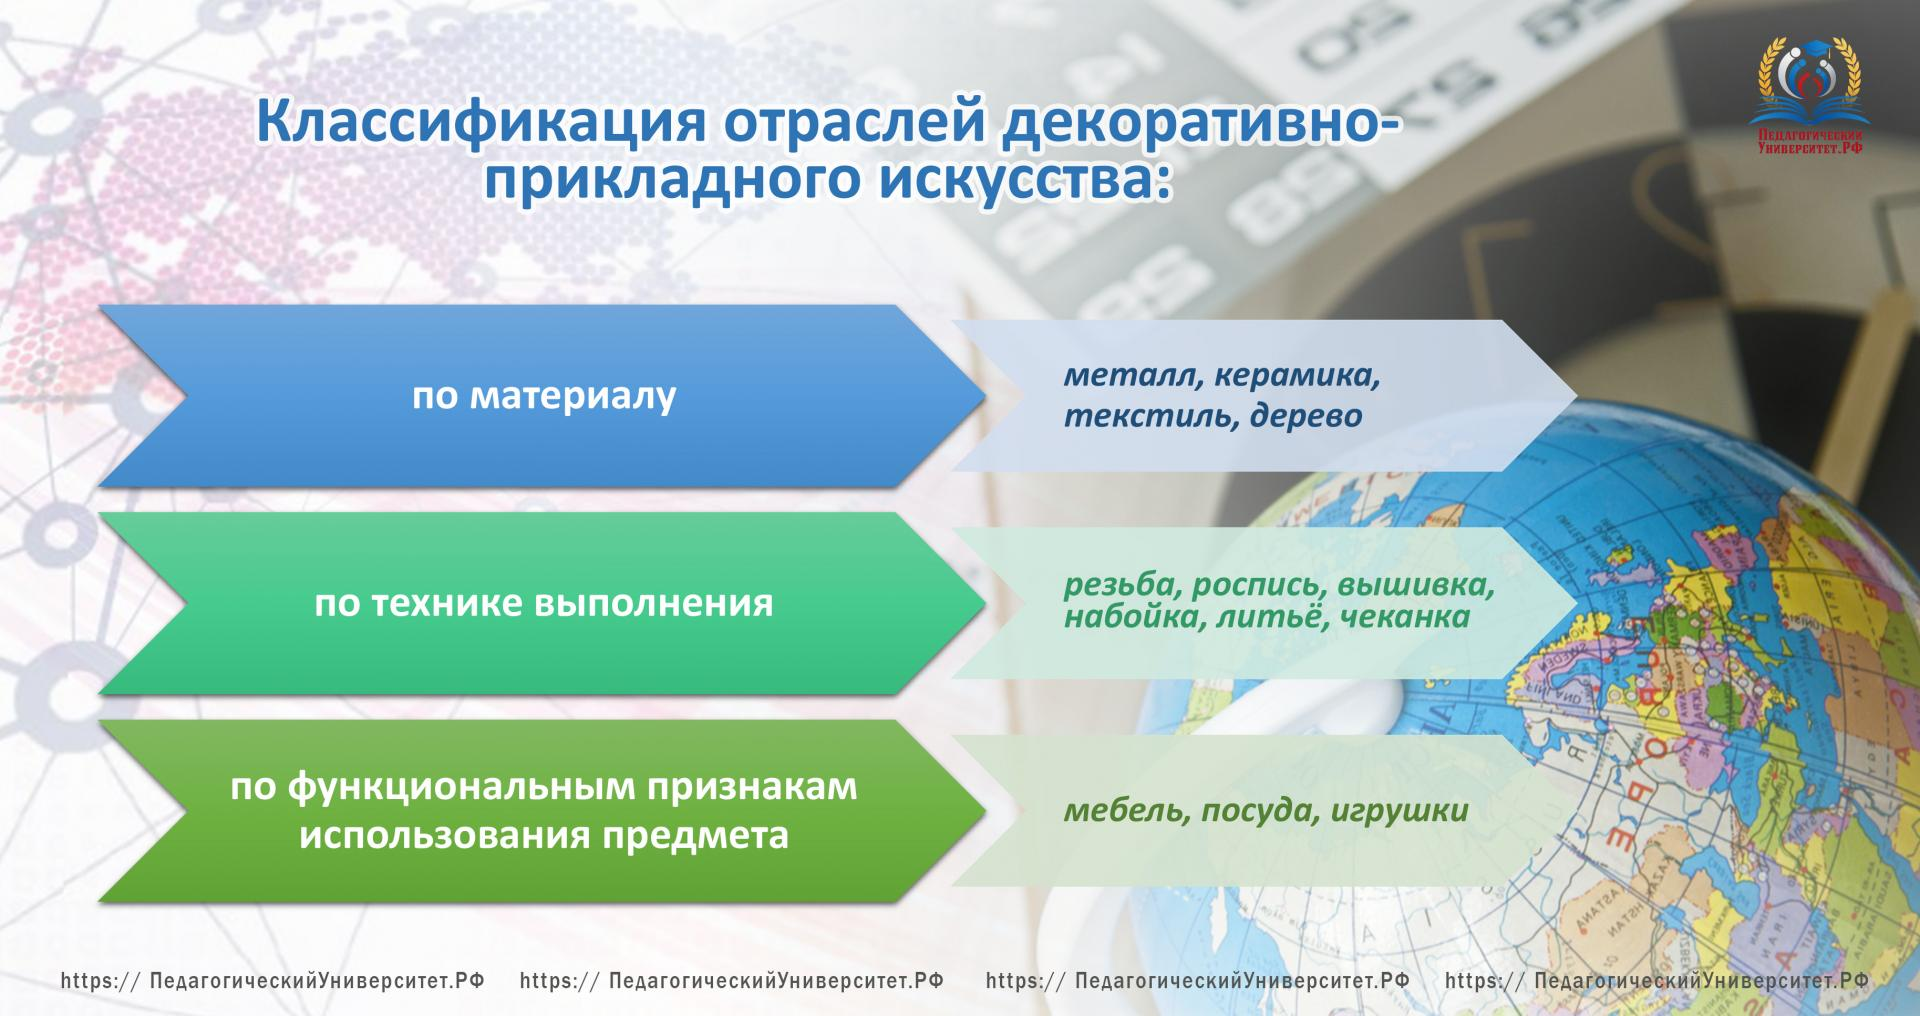 Классификация отраслей декоративно-
прикладного искусства:
Педагогический
Университет.РФ
по материалу
металл, керамика,
текстиль, дерево
по технике выполнения
резьба, роспись, вышивка,
набойка, литьё, чеканка
по функциональным признакам
использования предмета
мебель, посуда, игрушки
https:// ПедагогическийУниверситет.РФ https:// ПедагогическийУниверситет.РФ https:// ПедагогическийУниверситет.РФ https:// ПедагогическийУниверситет.РФ